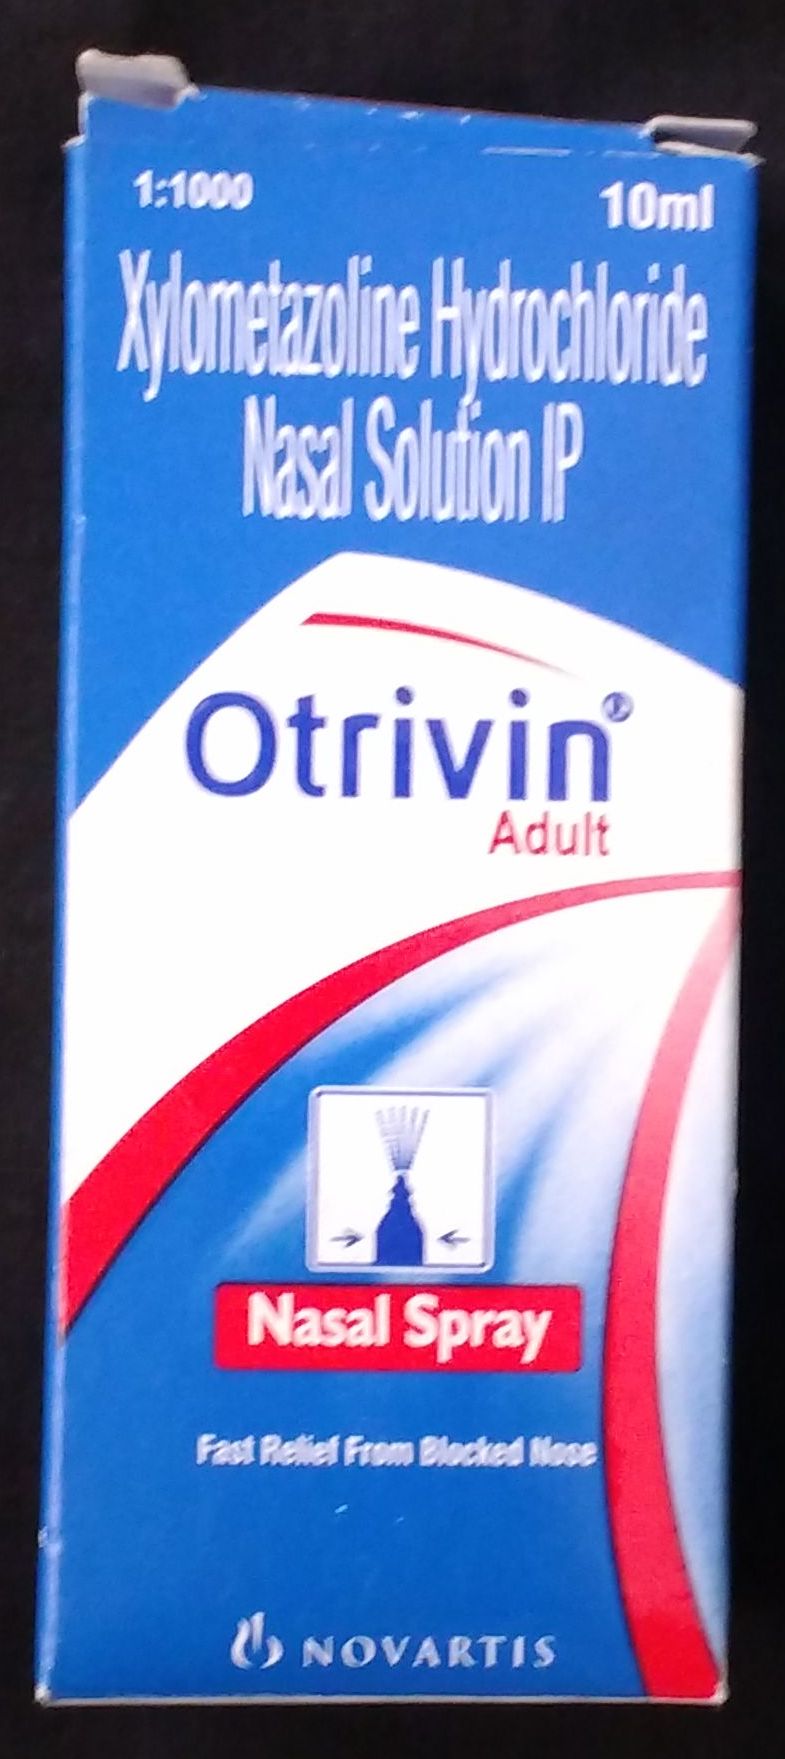 1:1000 10ml
Xylometazoline Hydrochloride
Nasal Solution IP
Otrivin®
Adult
Nasal Spray
Fast Relief From Blocked Nose
NOVARTIS